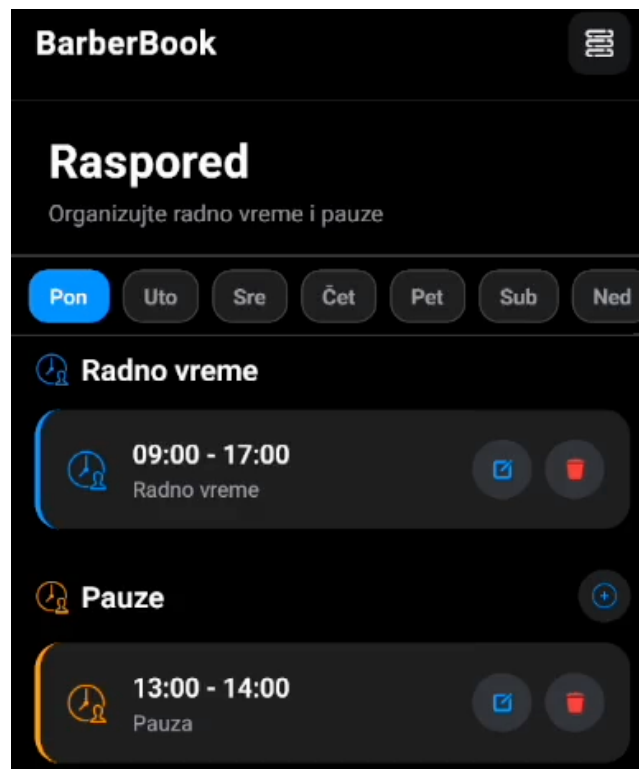 BarberBook
Raspored
Organizujte radno vreme i pauze
Pon Uto Sre Čet Pet Sub Ned
Radno vreme
09:00 - 17:00
Radno vreme
Pauze
13:00 - 14:00
Pauza